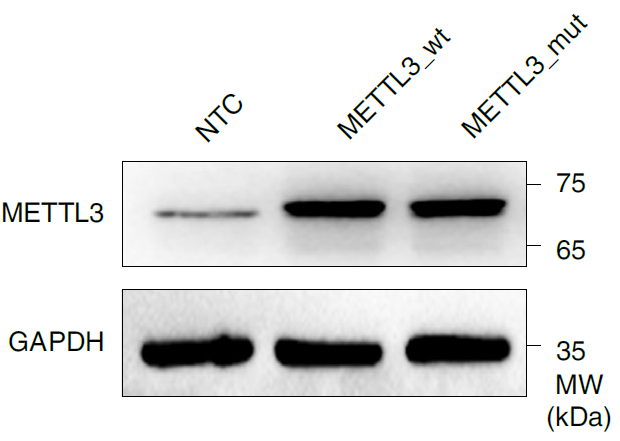 NTC
METTL3_wt
METTL3_mut
METTL3
75
65
GAPDH
35
MW
(kDa)